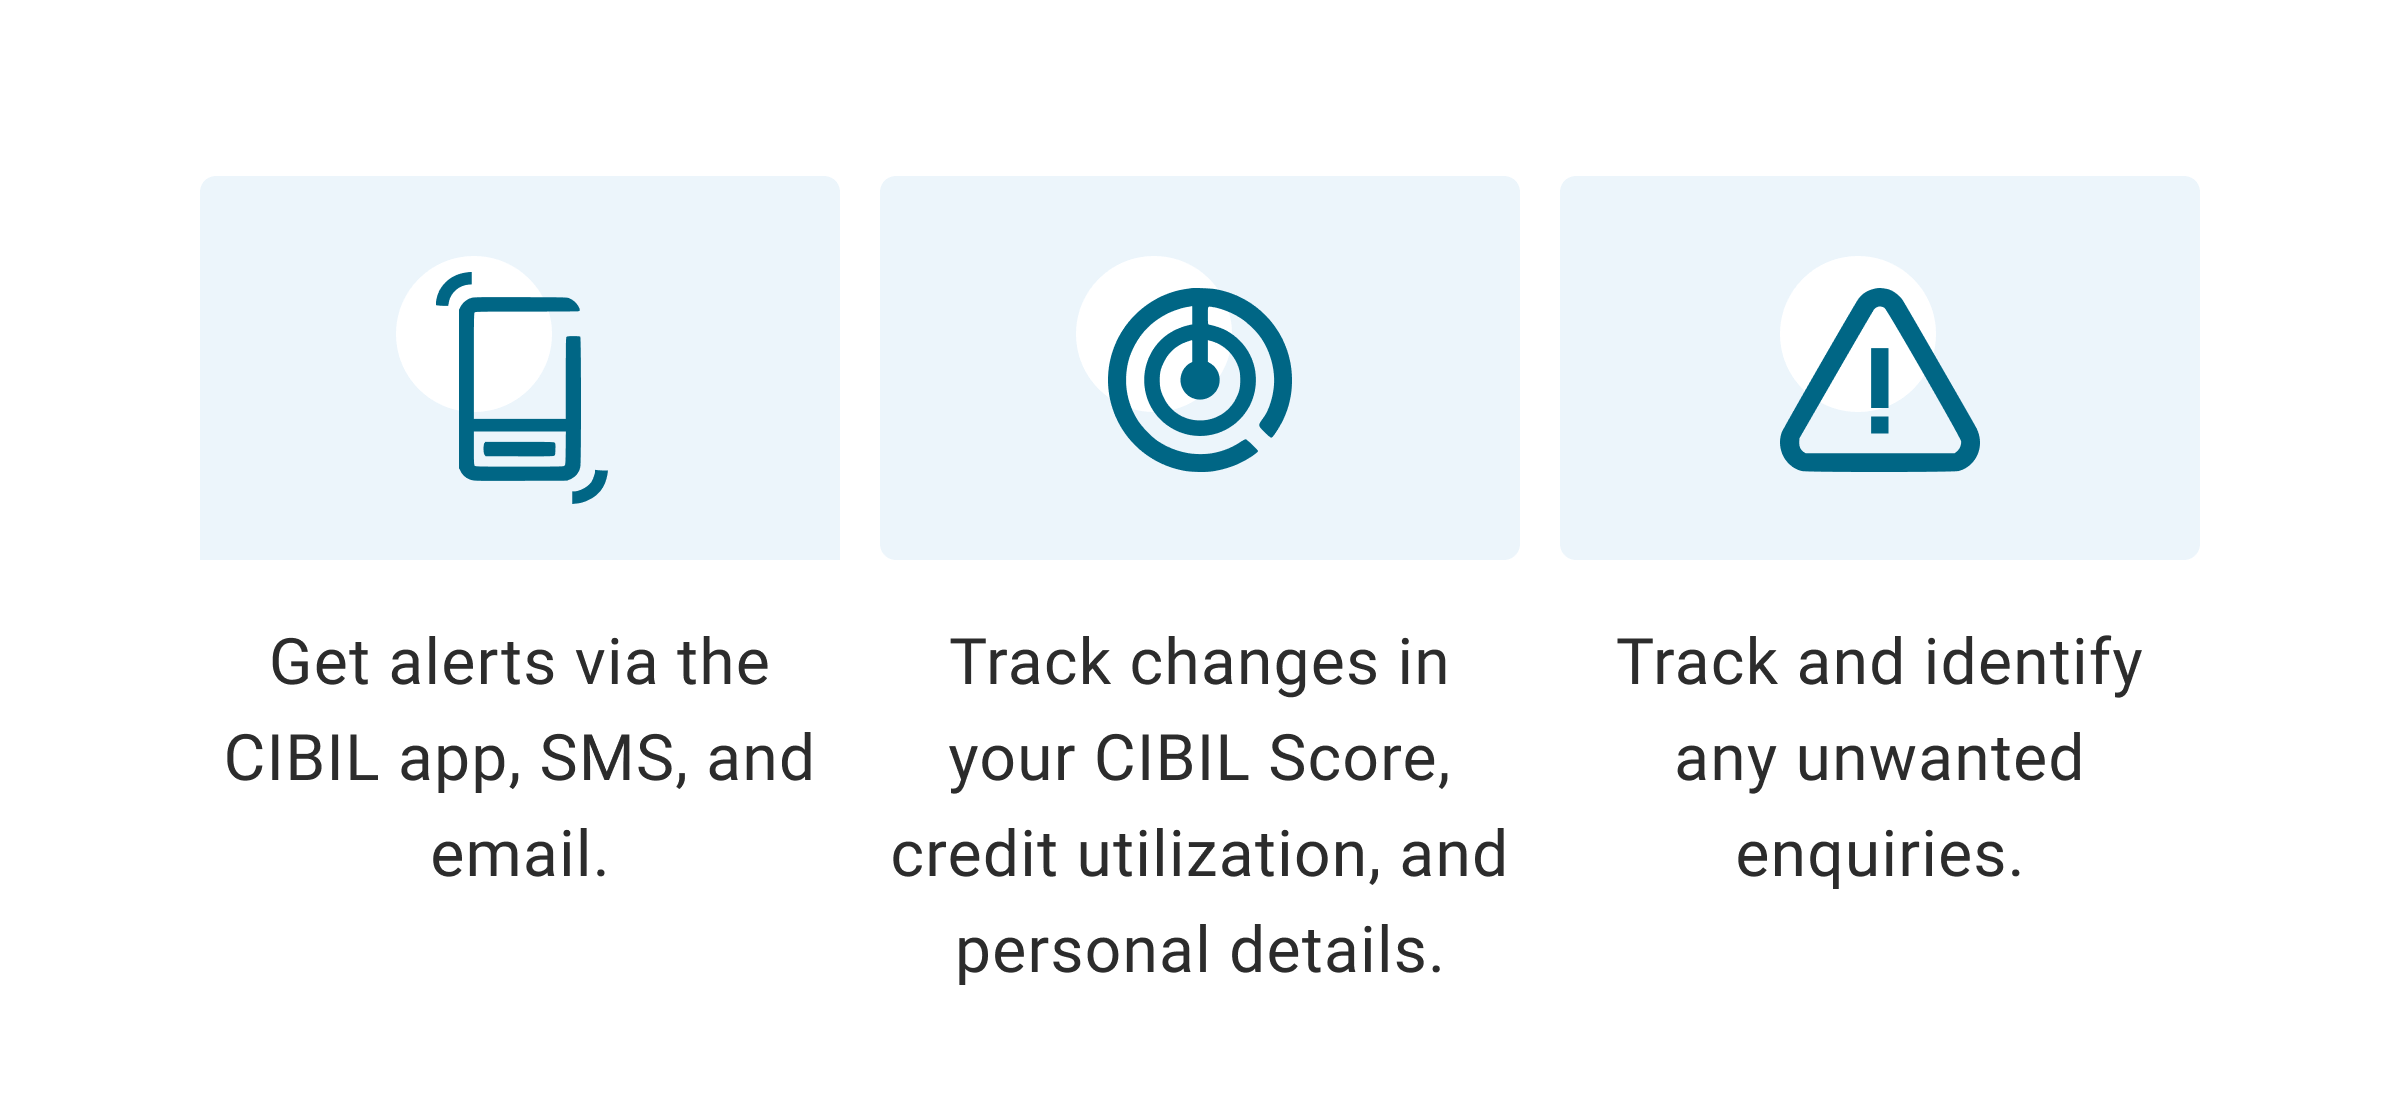 Get alerts via the
CIBIL app, SMS, and
email.
Track changes in
your CIBIL Score,
credit utilization, and
personal details.
Track and identify
any unwanted
enquiries.